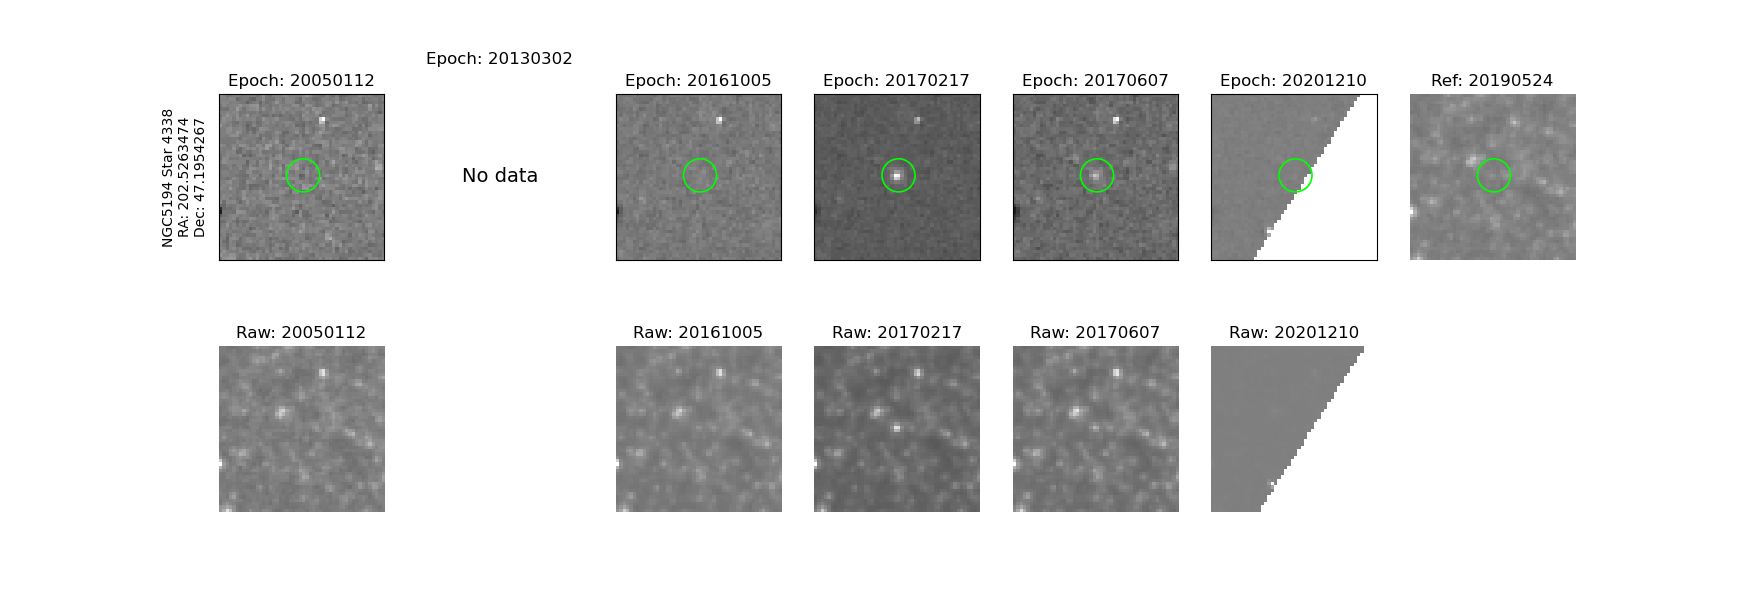 Epoch: 20130302
Epoch: 20050112
Epoch: 20161005
Epoch: 20170217
Epoch: 20170607
Epoch: 20201210
Ref: 20190524
NGC5194 Star 4338
RA: 202.5263474
Dec: 47.1954267
No data
Raw: 20050112
Raw: 20161005
Raw: 20170217
Raw: 20170607
Raw: 20201210